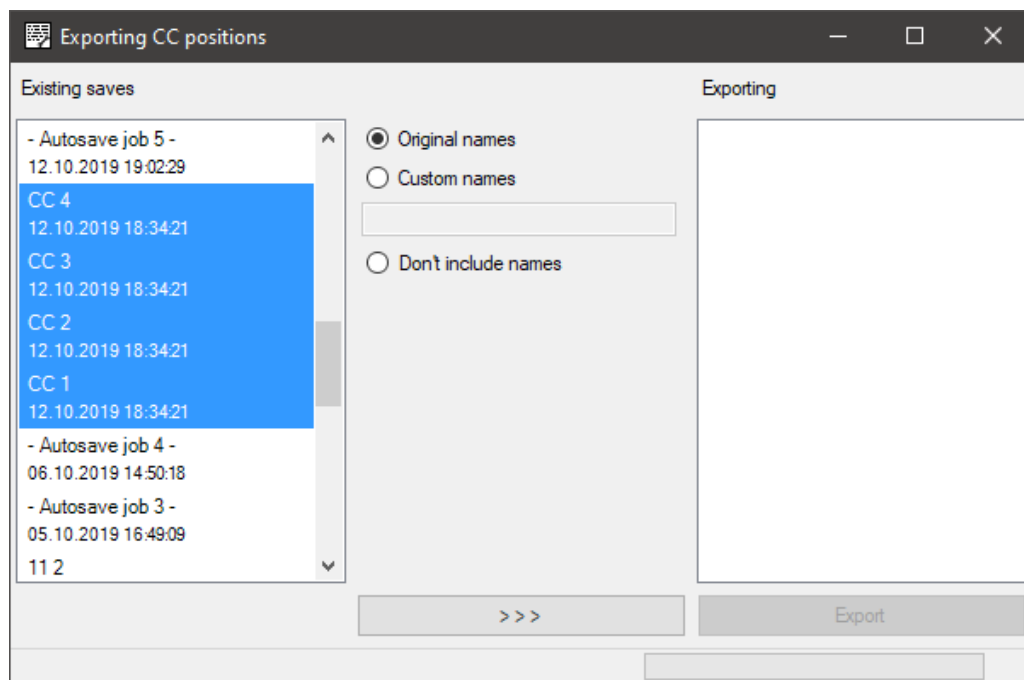 Exporting CC positions
Existing saves
Exporting
- Autosave job 5 -
12.10.2019 19:02:29
CC 4
12.10.2019 18:34:21
CC 3
12.10.2019 18:34:21
CC 2
12.10.2019 18:34:21
CC 1
12.10.2019 18:34:21
- Autosave job 4 -
06.10.2019 14:50:18
- Autosave job 3 -
05.10.2019 16:49:09
11 2
Original names
Custom names
Don't include names
>>>
Export